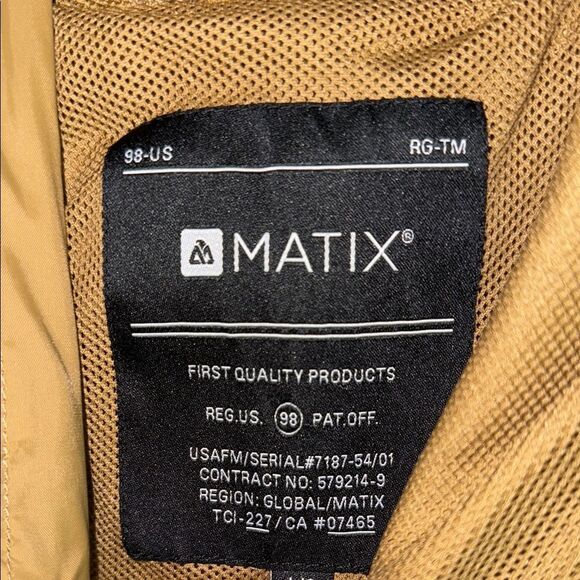 98-US RG-TM
MATIX®
FIRST QUALITY PRODUCTS
REG.US. 98 PAT.OFF.
USAFM/SERIAL#7187-54/01
CONTRACT NO: 579214-9
REGION: GLOBAL/MATIX
TCI-227/CA #07465